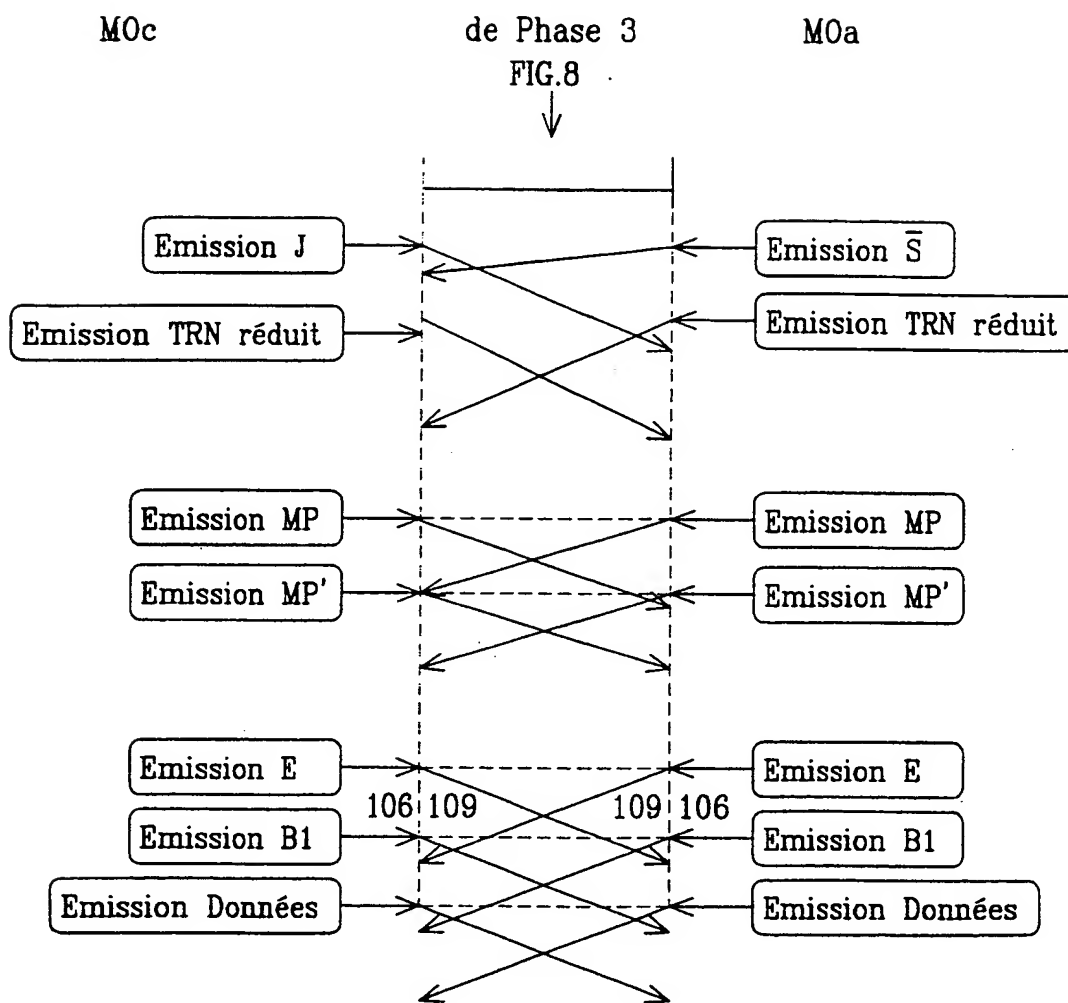 MOc de Phase 3 MOa
FIG.8
Emission J Emission S̅
Emission TRN réduit Emission TRN réduit
Emission MP Emission MP
Emission MP' Emission MP'
Emission E Emission E
106 109 109 106
Emission B1 Emission B1
Emission Données Emission Données